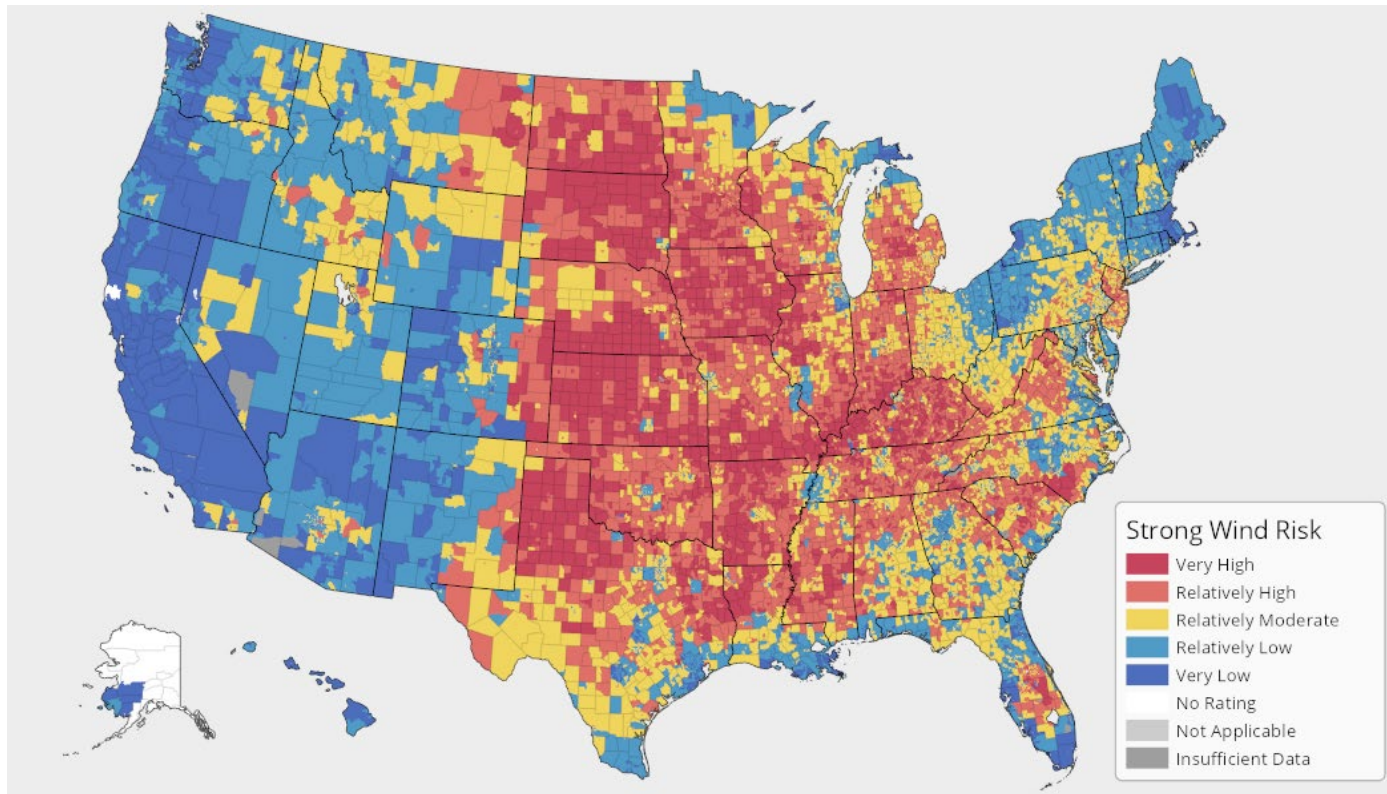 Strong Wind Risk
Very High
Relatively High
Relatively Moderate
Relatively Low
Very Low
No Rating
Not Applicable
Insufficient Data